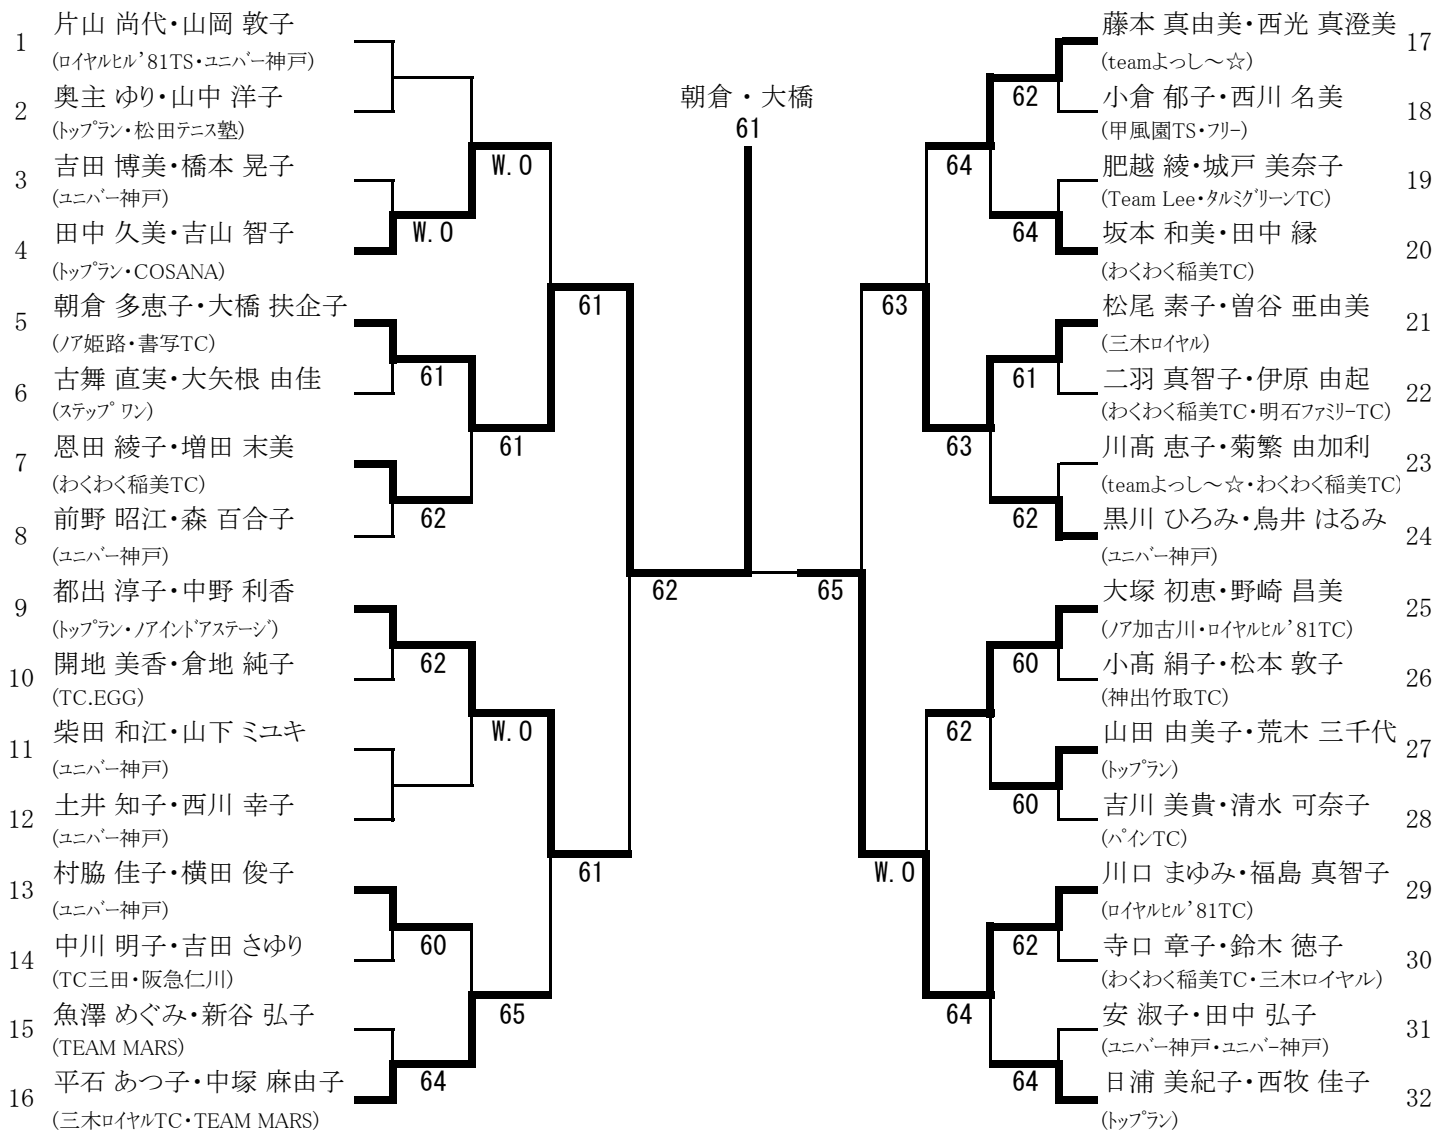 1 片山 尚代・山岡 敦子
(ロイヤルヒル'81TS・ユニバー神戸)
2 奥主 ゆり・山中 洋子
(トップラン・松田テニス塾)
3 吉田 博美・橋本 晃子
(ユニバー神戸)
4 田中 久美・吉山 智子
(トップラン・COSANA)
5 朝倉 多恵子・大橋 扶企子
(ノア姫路・書写TC)
6 古舞 直実・大矢根 由佳
(ステップワン)
7 恩田 綾子・増田 末美
(わくわく稲美TC)
8 前野 昭江・森 百合子
(ユニバー神戸)
9 都出 淳子・中野 利香
(トップラン・ノアインドアステージ)
10 開地 美香・倉地 純子
(TC.EGG)
11 柴田 和江・山下 ミユキ
(ユニバー神戸)
12 土井 知子・西川 幸子
(ユニバー神戸)
13 村脇 佳子・横田 俊子
(ユニバー神戸)
14 中川 明子・吉田 さゆり
(TC三田・阪急仁川)
15 魚澤 めぐみ・新谷 弘子
(TEAM MARS)
16 平石 あつ子・中塚 麻由子
(三木ロイヤルTC・TEAM MARS)
W.O
61
62
62
60
64
W.O
61
W.O
65
61
61
62
朝倉・大橋
61
65
63
W.O
64
63
62
64
62
64
61
62
60
60
62
64
藤本 真由美・西光 真澄美 17
(teamよっし～☆)
小倉 郁子・西川 名美 18
(甲風園TS・フリー)
肥越 綾・城戸 美奈子 19
(Team Lee・タルミグリーンTC)
坂本 和美・田中 縁 20
(わくわく稲美TC)
松尾 素子・曽谷 亜由美 21
(三木ロイヤル)
二羽 真智子・伊原 由起 22
(わくわく稲美TC・明石ファミリーTC)
川髙 恵子・菊繁 由加利 23
(teamよっし～☆・わくわく稲美TC)
黒川 ひろみ・鳥井 はるみ 24
(ユニバー神戸)
大塚 初恵・野崎 昌美 25
(ノア加古川・ロイヤルヒル'81TC)
小髙 絹子・松本 敦子 26
(神出竹取TC)
山田 由美子・荒木 三千代 27
(トップラン)
吉川 美貴・清水 可奈子 28
(パインTC)
川口 まゆみ・福島 真智子 29
(ロイヤルヒル'81TC)
寺口 章子・鈴木 徳子 30
(わくわく稲美TC・三木ロイヤル)
安 淑子・田中 弘子 31
(ユニバー神戸・ユニバー神戸)
日浦 美紀子・西牧 佳子 32
(トップラン)